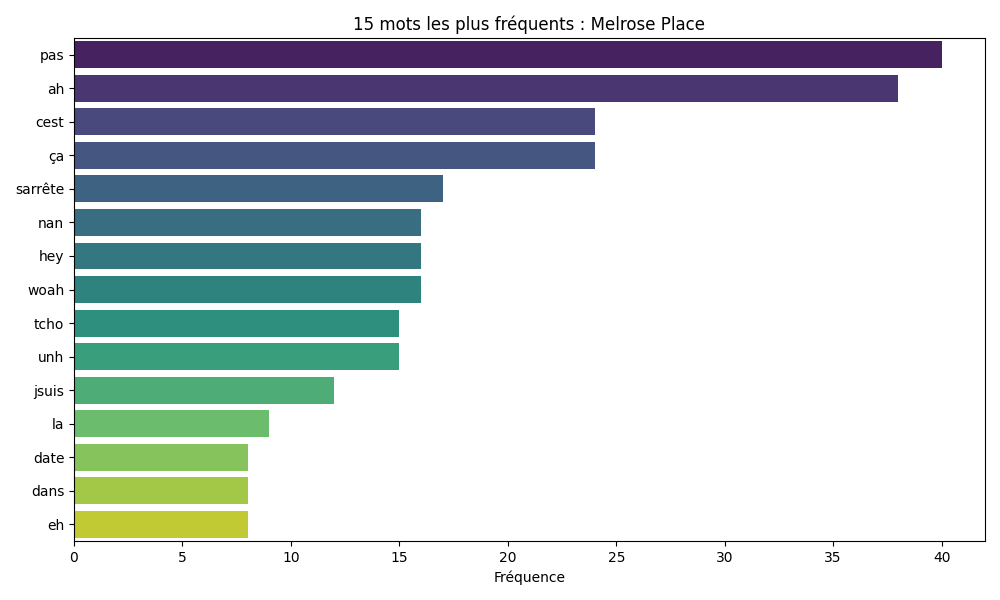 15 mots les plus fréquents : Melrose Place
pas
ah
cest
ça
sarrête
nan
hey
woah
tcho
unh
jsuis
la
date
dans
eh
0 5 10 15 20 25 30 35 40
Fréquence